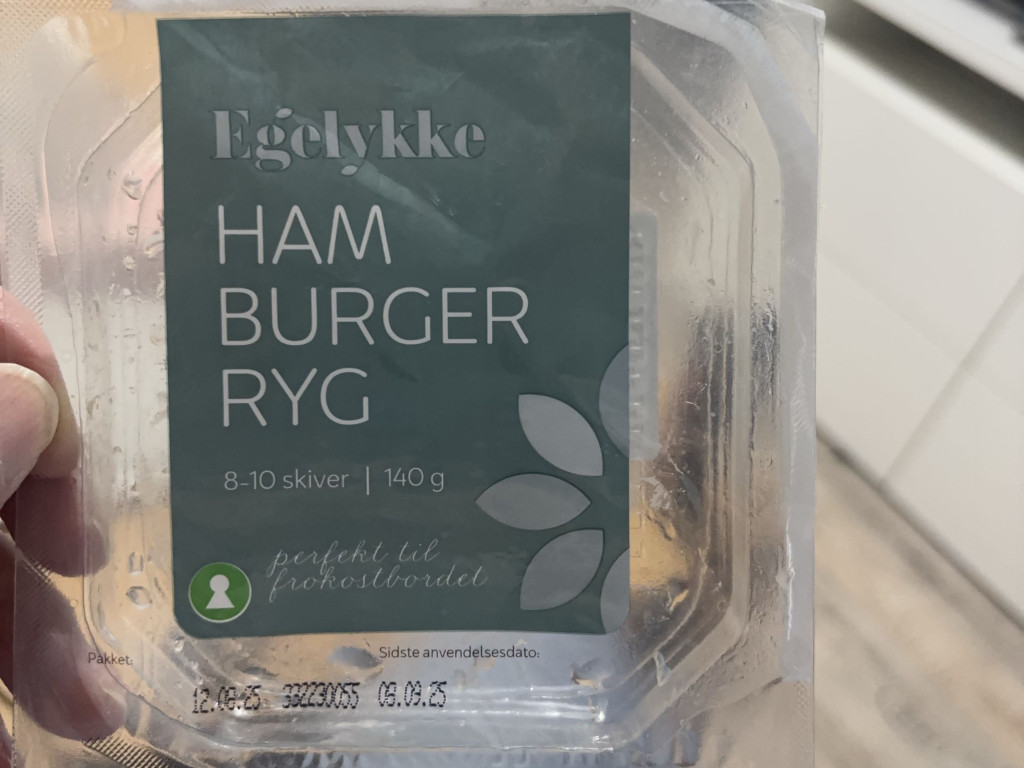 Egelykke
HAM
BURGER
RYG
8-10 skiver | 140 g
perfekt til
frokostbordet
Pakket: Sidste anvendelsesdato:
12.08.25 332230055 08.09.25